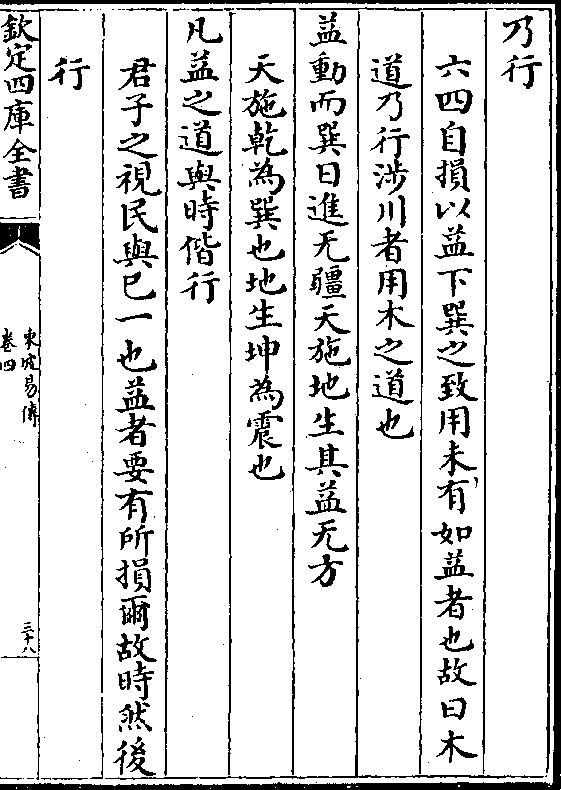 乃行
六四自損以益下巽之致用未有如益者也故曰木
道乃行涉川者用木之道也
益動而巽日進无疆天施地生其益无方
天施乾為巽也地生坤為震也
凡益之道與時偕行
君子之視民與已一也益者要有所損爾故時然後
行
欽定四庫全書
東坡易傳
卷四
三十八